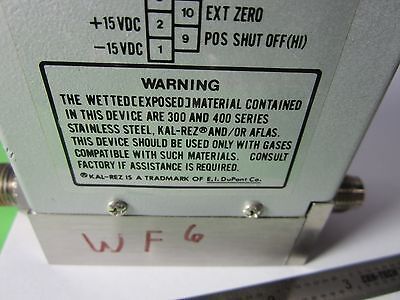 10 EXT ZERO
+15VDC 2
-15VDC 1 9 POS SHUT OFF(HI)
WARNING
THE WETTED[EXPOSED]MATERIAL CONTAINED
IN THIS DEVICE ARE 300 AND 400 SERIES
STAINLESS STEEL, KAL-REZ® AND/OR AFLAS.
THIS DEVICE SHOULD BE USED ONLY WITH GASES
COMPATIBLE WITH SUCH MATERIALS. CONSULT
FACTORY IF ASSISTANCE IS REQUIRED.
® KAL-REZ IS A TRADMARK OF E.I. DuPont Co.
WF6
3